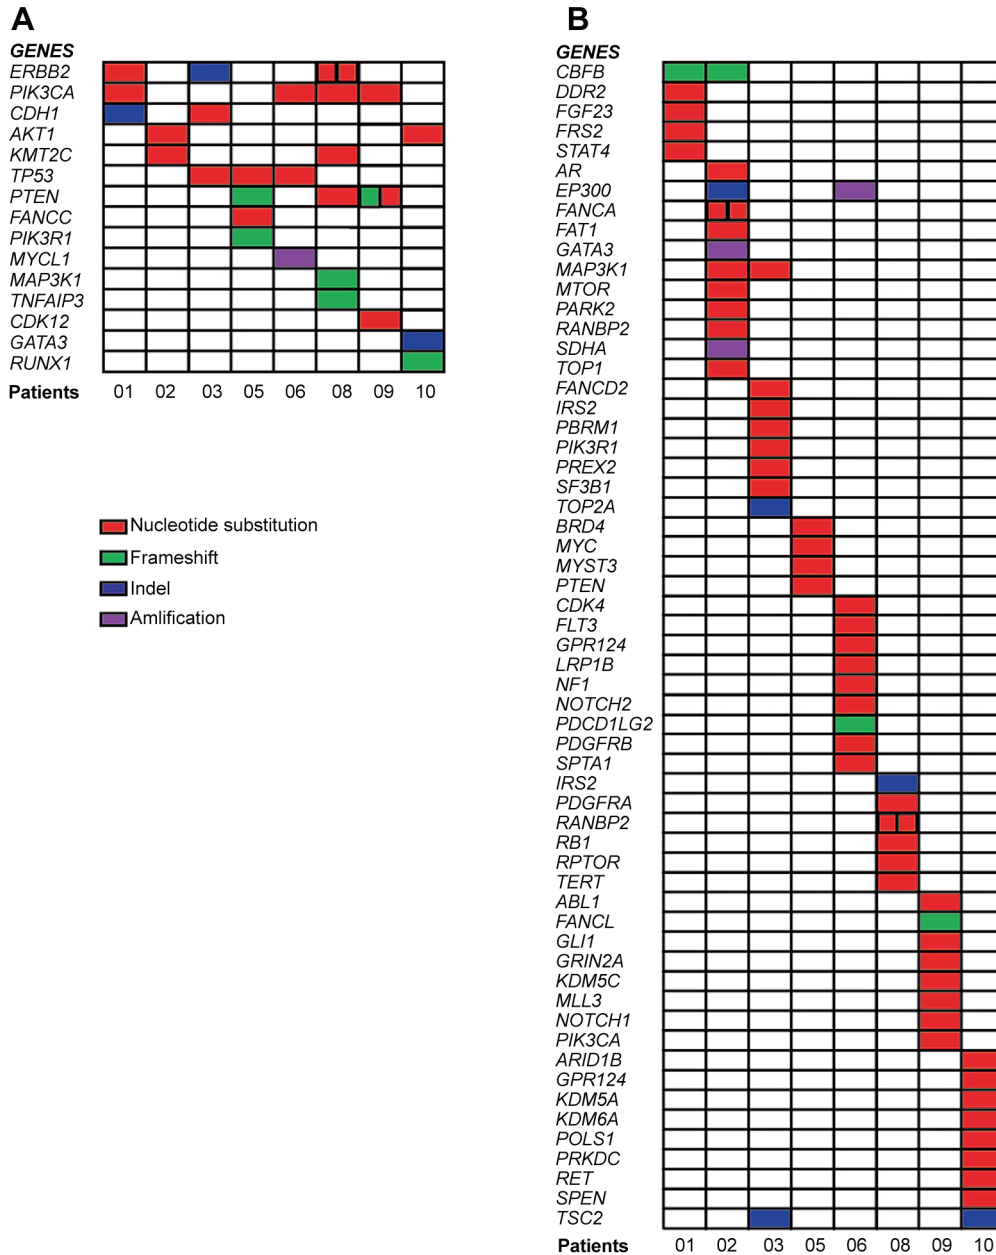 A
GENES
ERBB2
PIK3CA
CDH1
AKT1
KMT2C
TP53
PTEN
FANCC
PIK3R1
MYCL1
MAP3K1
TNFAIP3
CDK12
GATA3
RUNX1
Patients 01 02 03 05 06 08 09 10
Nucleotide substitution
Frameshift
Indel
Amlification
B
GENES
CBFB
DDR2
FGF23
FRS2
STAT4
AR
EP300
FANCA
FAT1
GATA3
MAP3K1
MTOR
PARK2
RANBP2
SDHA
TOP1
FANCD2
IRS2
PBRM1
PIK3R1
PREX2
SF3B1
TOP2A
BRD4
MYC
MYST3
PTEN
CDK4
FLT3
GPR124
LRP1B
NF1
NOTCH2
PDCD1LG2
PDGFRB
SPTA1
IRS2
PDGFRA
RANBP2
RB1
RPTOR
TERT
ABL1
FANCL
GLI1
GRIN2A
KDM5C
MLL3
NOTCH1
PIK3CA
ARID1B
GPR124
KDM5A
KDM6A
POLS1
PRKDC
RET
SPEN
TSC2
Patients 01 02 03 05 06 08 09 10